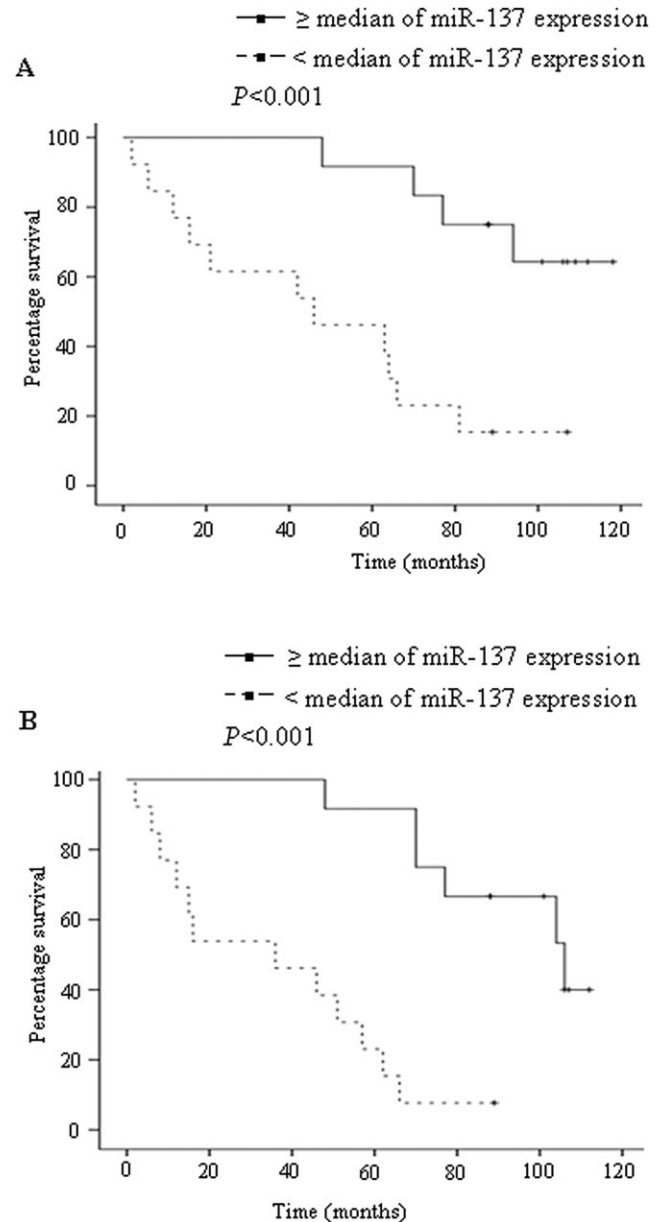 ≥ median of miR-137 expression
< median of miR-137 expression
A
P<0.001
100
80
60
40
20
0
Percentage survival
0 20 40 60 80 100 120
Time (months)
≥ median of miR-137 expression
< median of miR-137 expression
B
P<0.001
100
80
60
40
20
0
Percentage survival
0 20 40 60 80 100 120
Time (months)